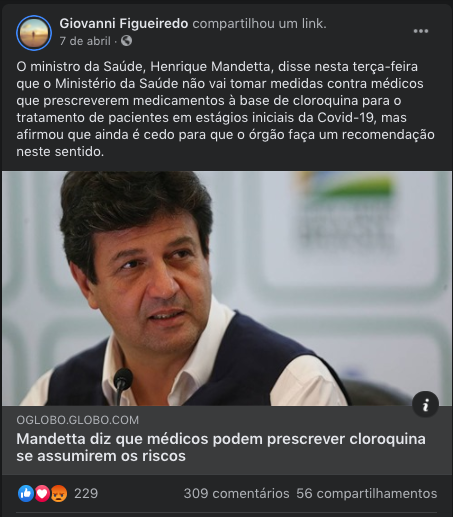 Giovanni Figueiredo compartilhou um link.
7 de abril ·
O ministro da Saúde, Henrique Mandetta, disse nesta terça-feira
que o Ministério da Saúde não vai tomar medidas contra médicos
que prescreverem medicamentos à base de cloroquina para o
tratamento de pacientes em estágios iniciais da Covid-19, mas
afirmou que ainda é cedo para que o órgão faça um recomendação
neste sentido.
BRASIL
OGLOBO.GLOBO.COM
Mandetta diz que médicos podem prescrever cloroquina
se assumirem os riscos
229
309 comentários 56 compartilhamentos